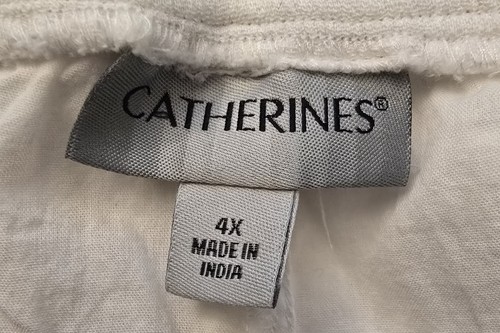 CATHERINES®
4X
MADE IN
INDIA